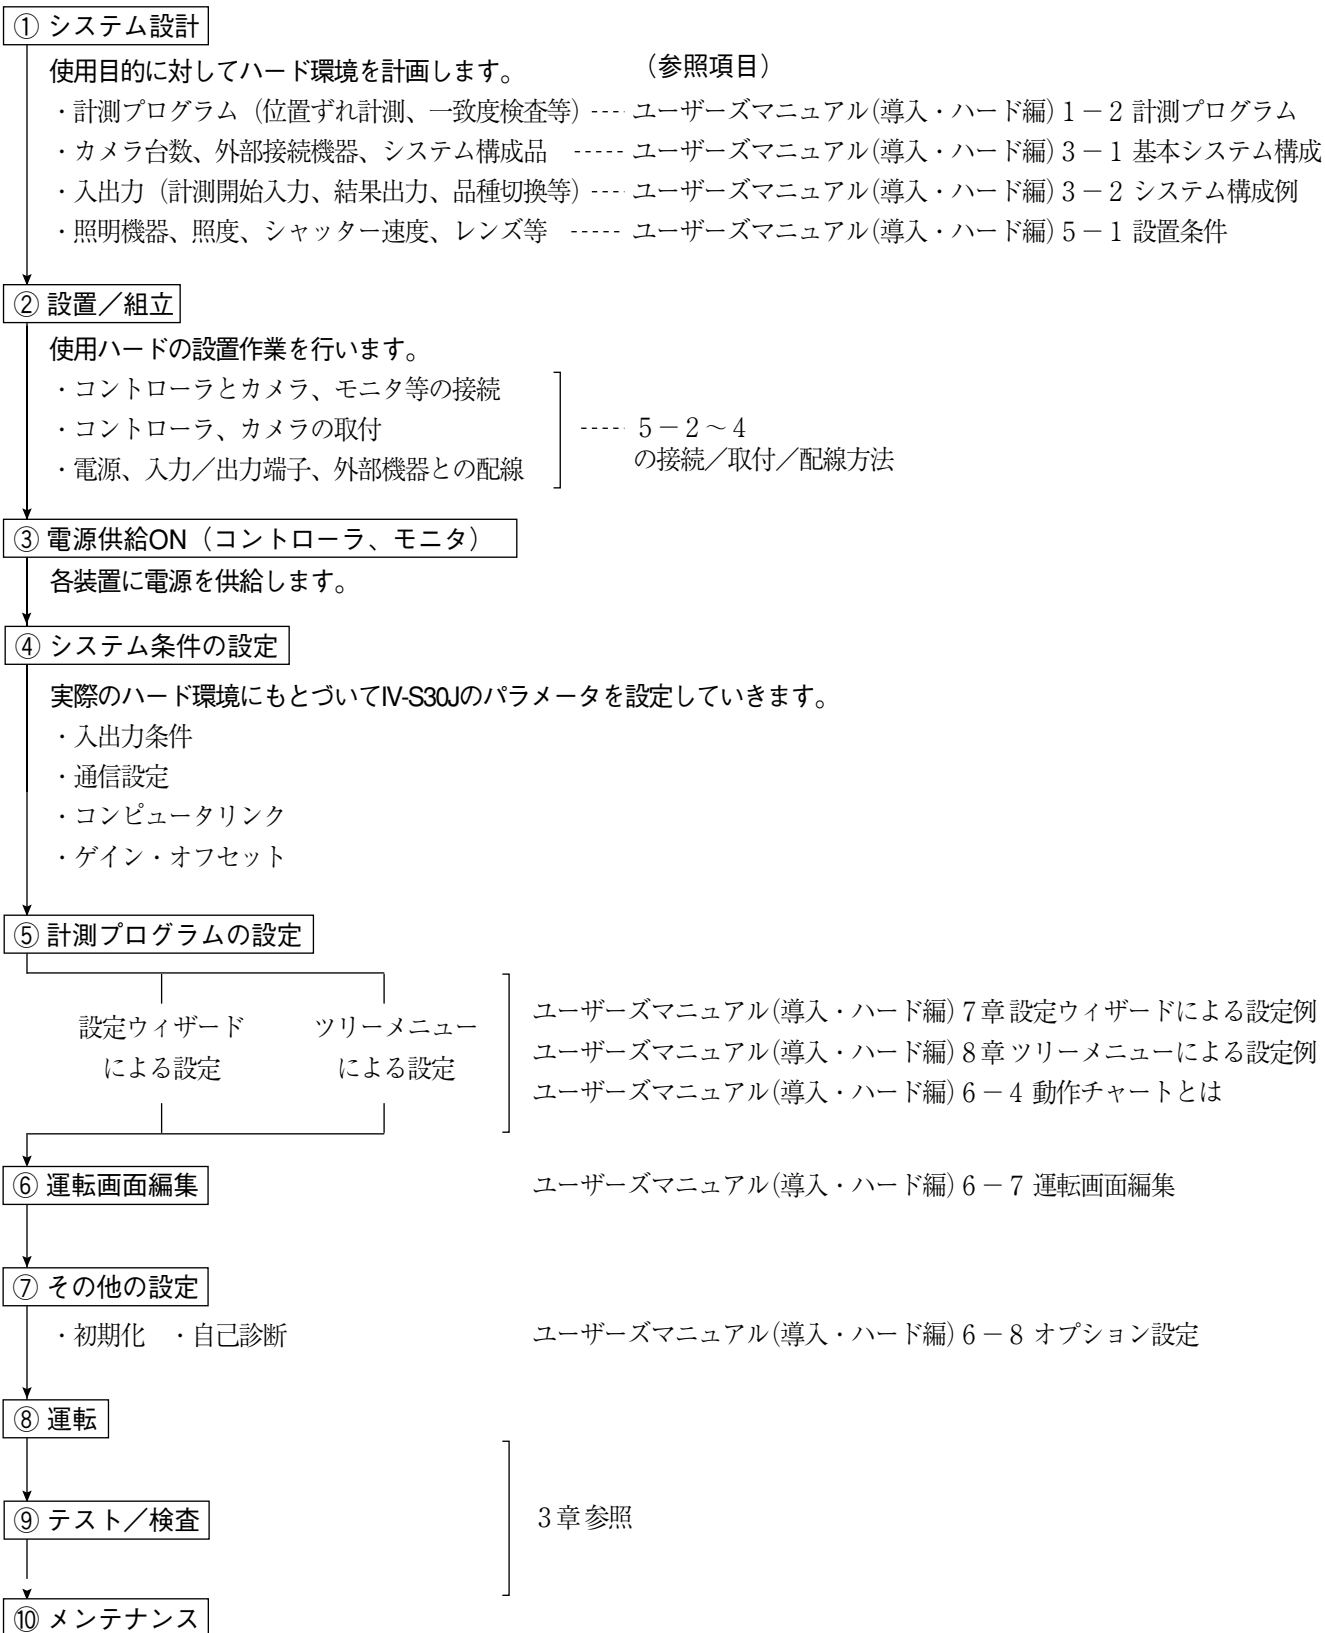 ① システム設計
使用目的に対してハード環境を計画します。 （参照項目）
・計測プログラム（位置ずれ計測、一致度検査等）---- ユーザーズマニュアル(導入・ハード編) 1－2 計測プログラム
・カメラ台数、外部接続機器、システム構成品 ----- ユーザーズマニュアル(導入・ハード編) 3－1 基本システム構成
・入出力（計測開始入力、結果出力、品種切換等）---- ユーザーズマニュアル(導入・ハード編) 3－2 システム構成例
・照明機器、照度、シャッター速度、レンズ等 ----- ユーザーズマニュアル(導入・ハード編) 5－1 設置条件
② 設置／組立
使用ハードの設置作業を行います。
・コントローラとカメラ、モニタ等の接続
・コントローラ、カメラの取付 ----- 5－2～4
・電源、入力／出力端子、外部機器との配線 の接続／取付／配線方法
③ 電源供給ON（コントローラ、モニタ）
各装置に電源を供給します。
④ システム条件の設定
実際のハード環境にもとづいてIV-S30Jのパラメータを設定していきます。
・入出力条件
・通信設定
・コンピュータリンク
・ゲイン・オフセット
⑤ 計測プログラムの設定
設定ウィザード
による設定
ツリーメニュー
による設定
ユーザーズマニュアル(導入・ハード編) 7章 設定ウィザードによる設定例
ユーザーズマニュアル(導入・ハード編) 8章 ツリーメニューによる設定例
ユーザーズマニュアル(導入・ハード編) 6－4 動作チャートとは
⑥ 運転画面編集 ユーザーズマニュアル(導入・ハード編) 6－7 運転画面編集
⑦ その他の設定
・初期化 ・自己診断 ユーザーズマニュアル(導入・ハード編) 6－8 オプション設定
⑧ 運転
⑨ テスト／検査 3章 参照
⑩ メンテナンス